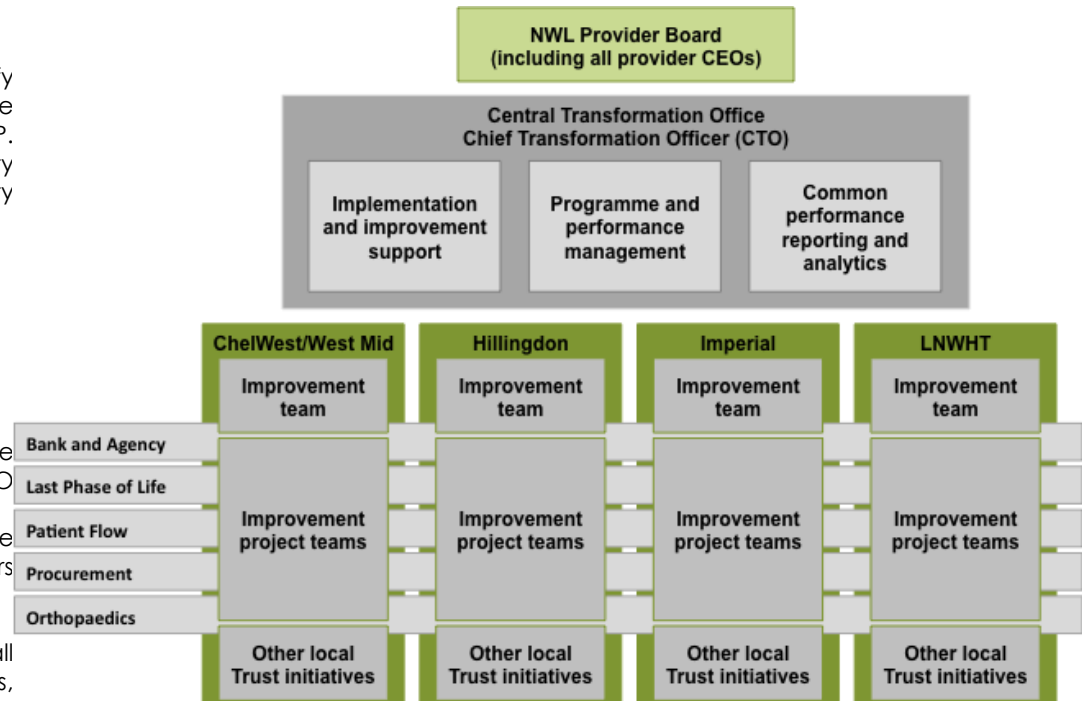 NWL Provider Board
(including all provider CEOs)
Central Transformation Office
Chief Transformation Officer (CTO)
Implementation
and improvement
support
Programme and
performance
management
Common
performance
reporting and
analytics
ChelWest/West Mid
Hillingdon
Imperial
LNWHT
Improvement
team
Improvement
team
Improvement
team
Improvement
team
Bank and Agency
Last Phase of Life
Patient Flow
Procurement
Orthopaedics
Improvement
project teams
Improvement
project teams
Improvement
project teams
Improvement
project teams
Other local
Trust initiatives
Other local
Trust initiatives
Other local
Trust initiatives
Other local
Trust initiatives